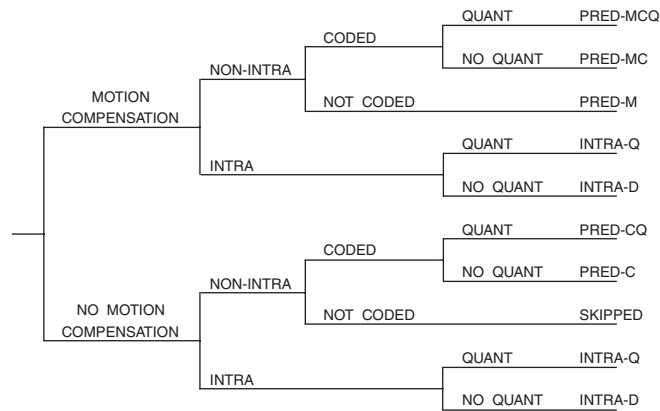 QUANT PRED-MCQ
CODED
NO QUANT PRED-MC
NON-INTRA
MOTION
COMPENSATION
NOT CODED PRED-M
QUANT INTRA-Q
INTRA
NO QUANT INTRA-D
QUANT PRED-CQ
CODED
NO QUANT PRED-C
NON-INTRA
NO MOTION
COMPENSATION
NOT CODED SKIPPED
QUANT INTRA-Q
INTRA
NO QUANT INTRA-D